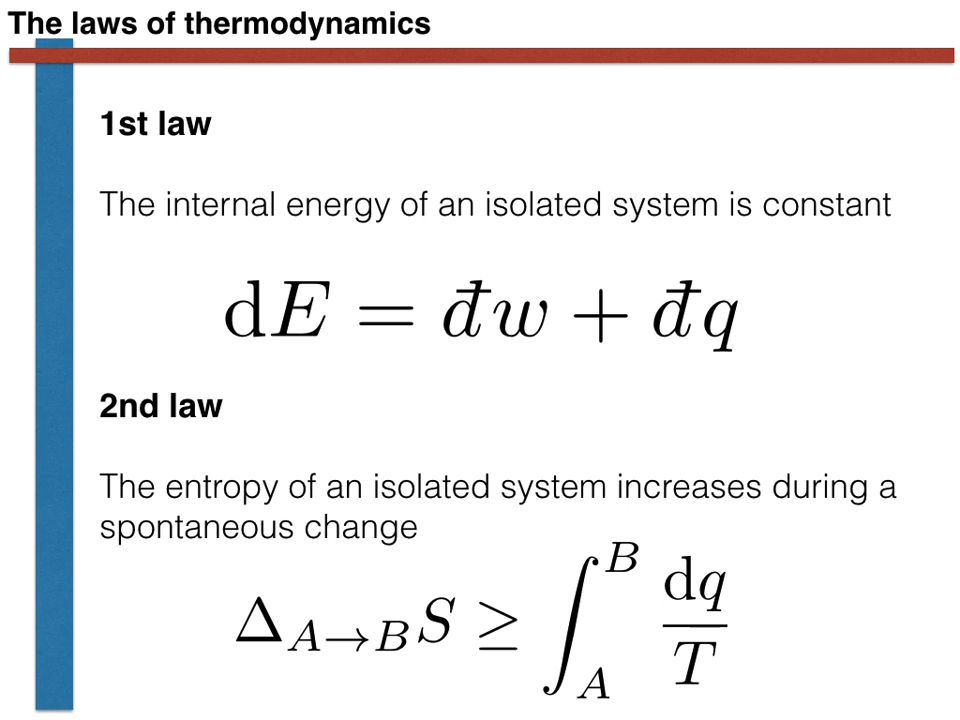 The laws of thermodynamics
1st law
The internal energy of an isolated system is constant
dE = đw + đq
2nd law
The entropy of an isolated system increases during a
spontaneous change
Δ_{A→B}S ≥ ∫_A^B dq/T